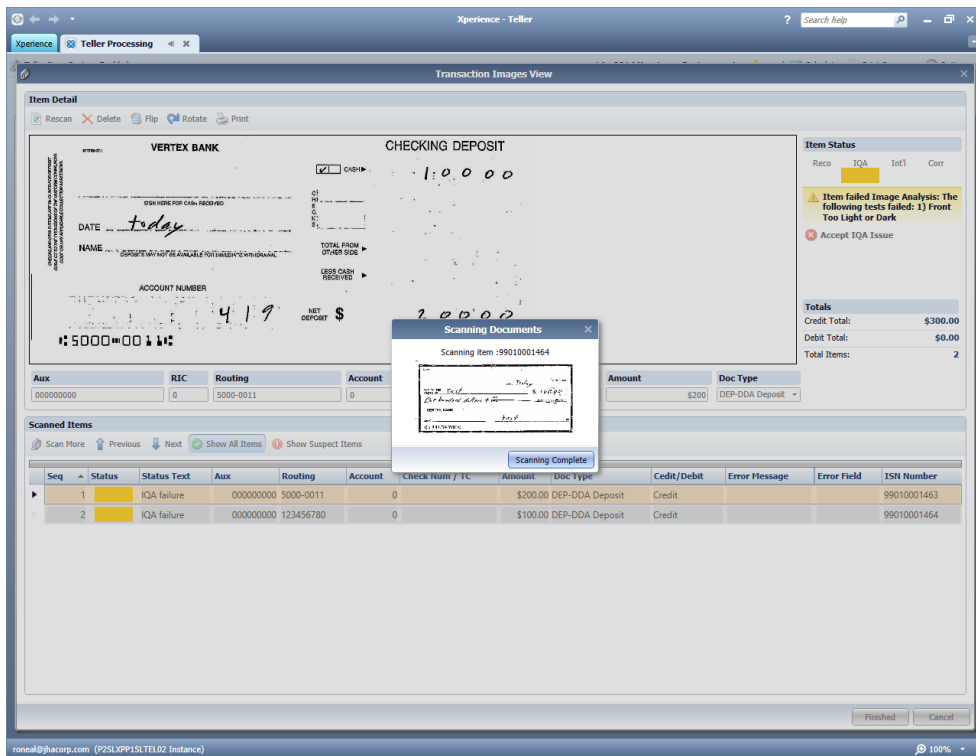 Xperience - Teller
? Search help
Xperience Teller Processing
Transaction Images View
Item Detail
Rescan Delete Flip Rotate Print
VERTEX BANK
CHECKING DEPOSIT
CASH 1:0 0 0 0
SIGN HERE FOR CASH RECEIVED
DATE today
NAME
DEPOSITS MAY NOT BE AVAILABLE FOR IMMEDIATE WITHDRAWAL
TOTAL FROM OTHER SIDE
LESS CASH RECEIVED
ACCOUNT NUMBER
419
NET DEPOSIT $ 2 0 0 0 0
5000 0011
Item Status
Reco IQA Int'l Corr
Item failed Image Analysis: The
following tests failed: 1) Front
Too Light or Dark
Accept IQA Issue
Totals
Credit Total: $300.00
Debit Total: $0.00
Total Items: 2
Scanning Documents
Scanning item :99010001464
VERTEX BANK
Scanning Complete
Aux RIC Routing Account Amount Doc Type
000000000 0 5000-0011 0 $200 DEP-DDA Deposit
Scanned Items
Scan More Previous Next Show All Items Show Suspect Items
Seq Status Status Text Aux Routing Account Check Num / TC Amount Doc Type Cedit/Debit Error Message Error Field ISN Number
1 IQA failure 000000000 5000-0011 0 $200.00 DEP-DDA Deposit Credit 99010001463
2 IQA failure 000000000 123456780 0 $100.00 DEP-DDA Deposit Credit 99010001464
Finished Cancel
roneal@jhacorp.com (P2SLXPP1SLTEL02 Instance)
100%